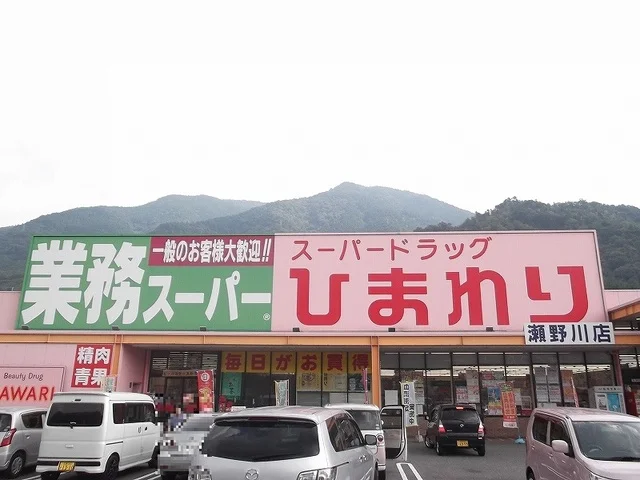 一般のお客様大歓迎!!
業務スーパー®
スーパードラッグ
ひまわり
瀬野川店
精肉
青果
Beauty Drug
AWARI
毎日がお買得